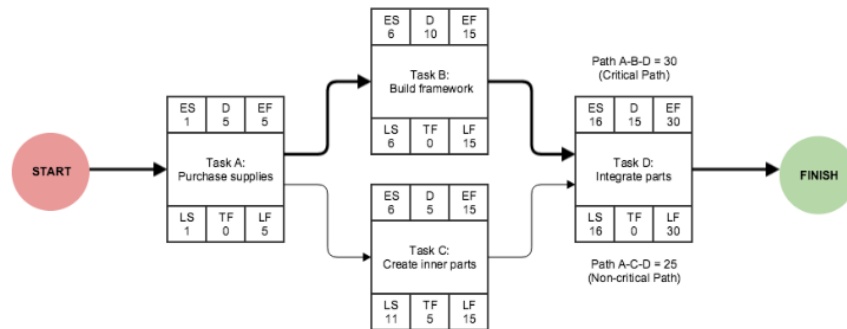 START
ES D EF
1 5 5
Task A:
Purchase supplies
LS TF LF
1 0 5
ES D EF
6 10 15
Task B:
Build framework
LS TF LF
6 0 15
ES D EF
6 5 15
Task C:
Create inner parts
LS TF LF
11 5 15
Path A-B-D = 30
(Critical Path)
ES D EF
16 15 30
Task D:
Integrate parts
LS TF LF
16 0 30
Path A-C-D = 25
(Non-critical Path)
FINISH